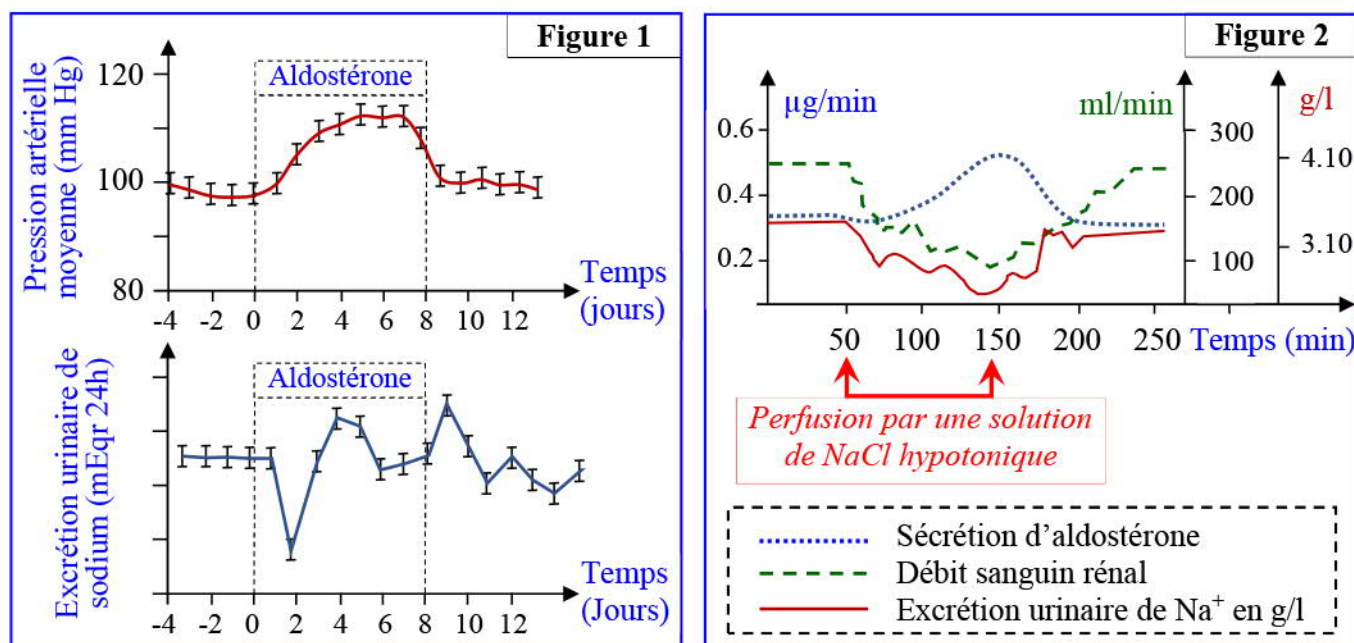 Figure 1
Pression artérielle
moyenne (mm Hg)
120
100
80
Aldostérone
-4 -2 0 2 4 6 8 10 12
Temps
(jours)
Excrétion urinaire de
sodium (mEqr 24h)
Aldostérone
-4 -2 0 2 4 6 8 10 12
Temps
(Jours)
Figure 2
µg/min
0.6
0.4
0.2
ml/min
300
200
100
g/l
4.10
3.10
50 100 150 200 250
Temps (min)
Perfusion par une solution
de NaCl hypotonique
Sécrétion d’aldostérone
Débit sanguin rénal
Excrétion urinaire de Na⁺ en g/l